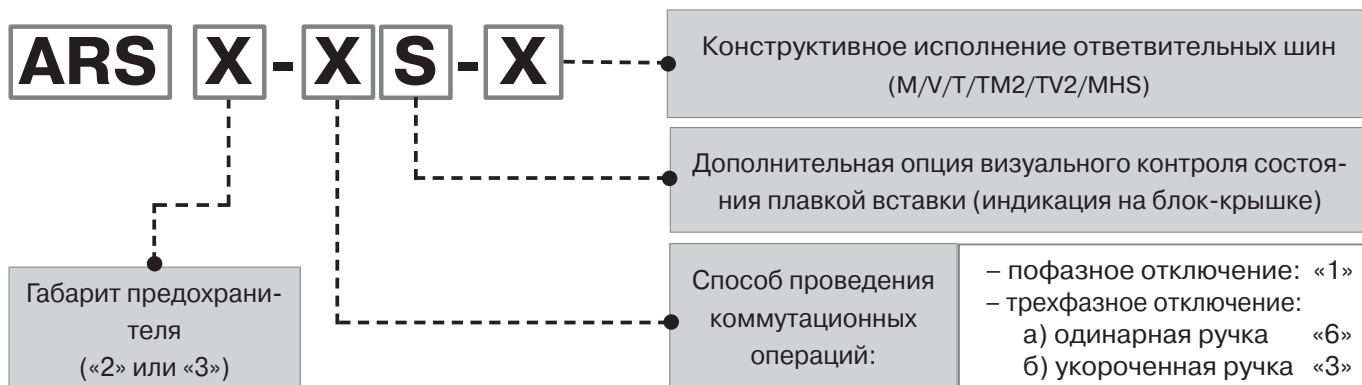 ARS X - X S - X
Конструктивное исполнение ответвительных шин
(M/V/T/TM2/TV2/MHS)
Дополнительная опция визуального контроля состоя-
ния плавкой вставки (индикация на блок-крышке)
Габарит предохрани-
теля
(«2» или «3»)
Способ проведения
коммутационных
операций:
– пофазное отключение: «1»
– трехфазное отключение:
а) одинарная ручка «6»
б) укороченная ручка «3»